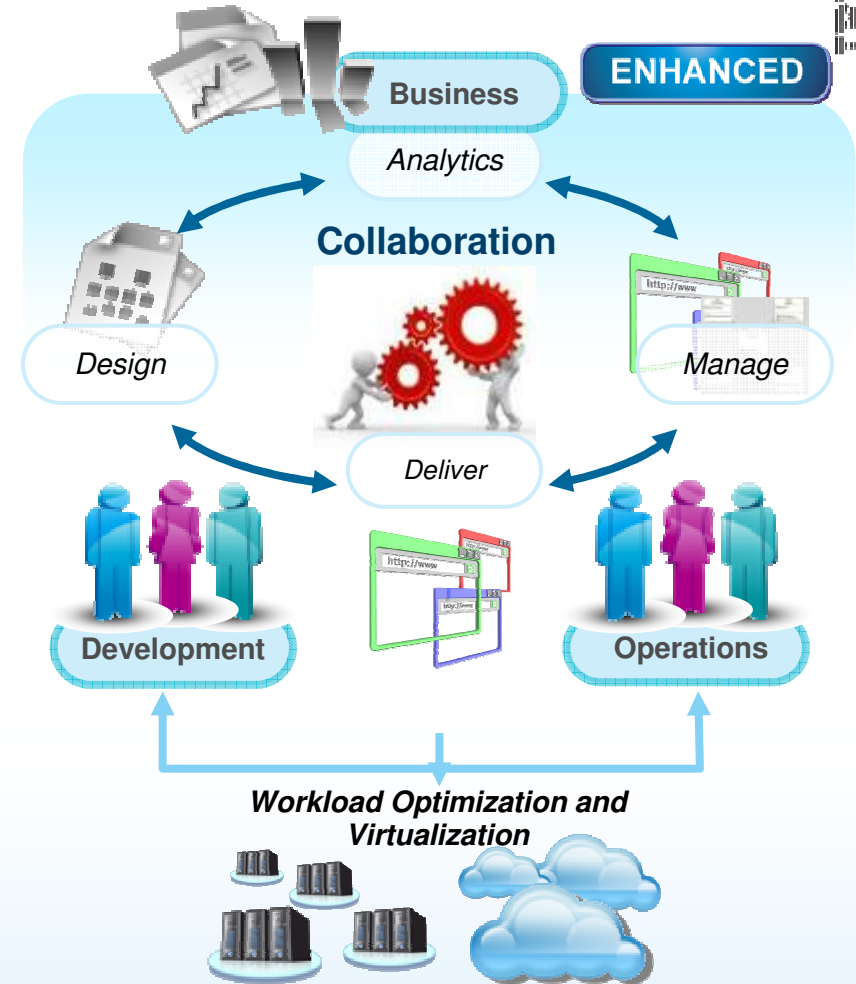 ENHANCED
Business
Analytics
Collaboration
http://www
Design
Manage
Deliver
http://www
Development
Operations
Workload Optimization and
Virtualization